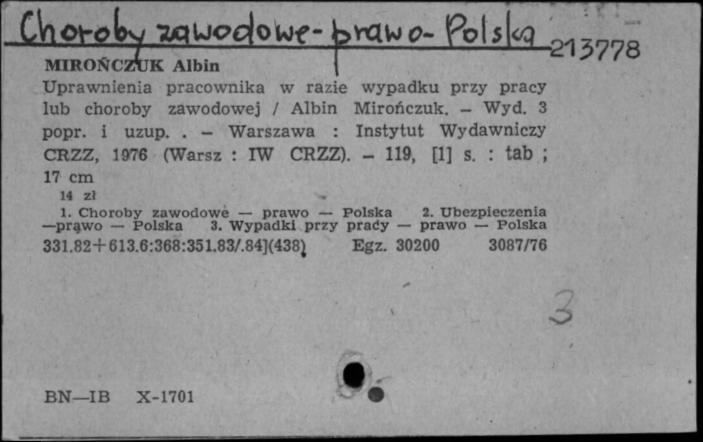 Choroby zawodowe - prawo - Polska
213778
MIROŃCZUK Albin
Uprawnienia pracownika w razie wypadku przy pracy
lub choroby zawodowej / Albin Mirończuk. — Wyd. 3
popr. i uzup. . — Warszawa : Instytut Wydawniczy
CRZZ, 1976 (Warsz : IW CRZZ). — 119, [1] s. : tab ;
17 cm
14 zł
1. Choroby zawodowe — prawo — Polska 2. Ubezpieczenia
—prawo — Polska 3. Wypadki przy pracy — prawo — Polska
331.82+613.6:368:351.83/.84](438) Egz. 30200 3087/76
3
BN—IB X-1701